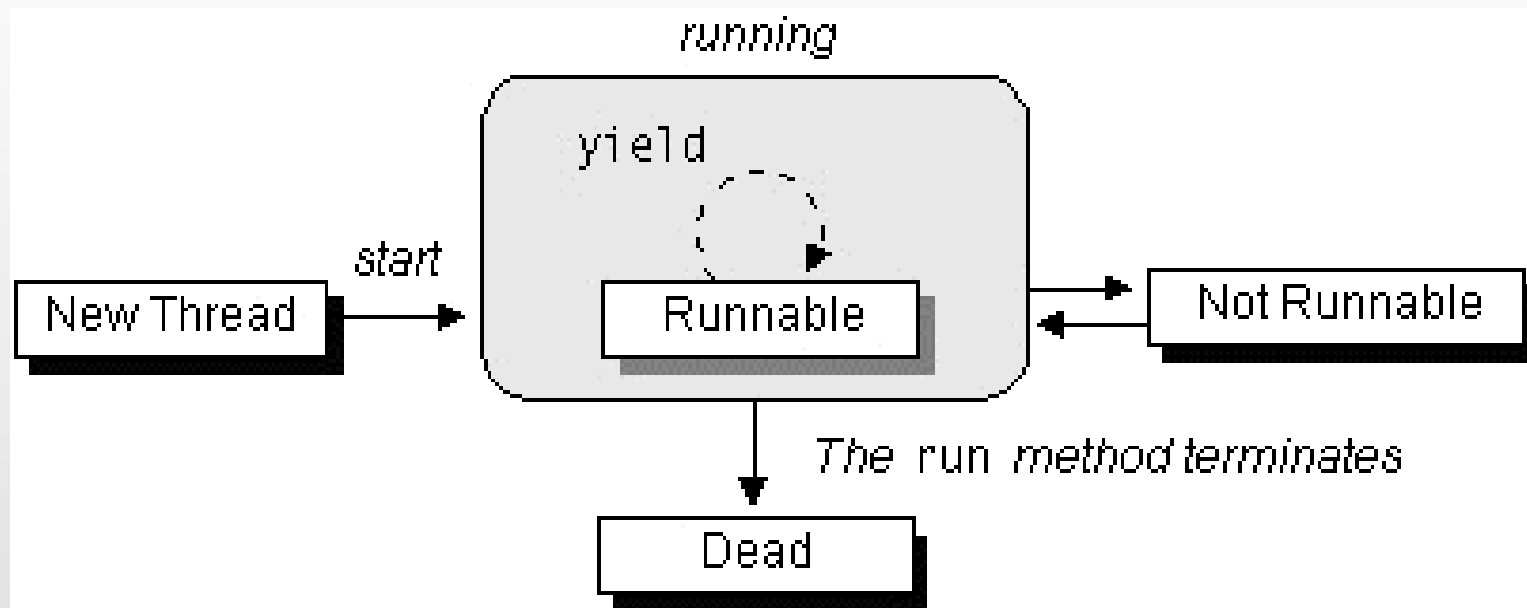 running
yield
start
New Thread
Runnable
Not Runnable
The run method terminates
Dead